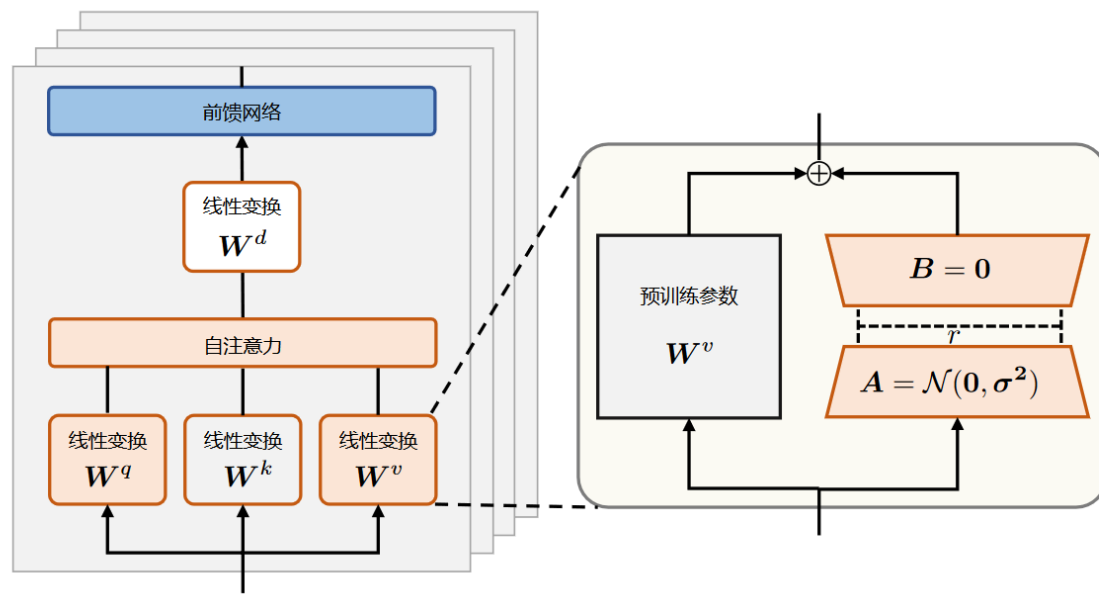 前馈网络
线性变换
W^d
自注意力
线性变换
W^q
线性变换
W^k
线性变换
W^v
预训练参数
W^v
B = 0
r
A = N(0, σ^2)